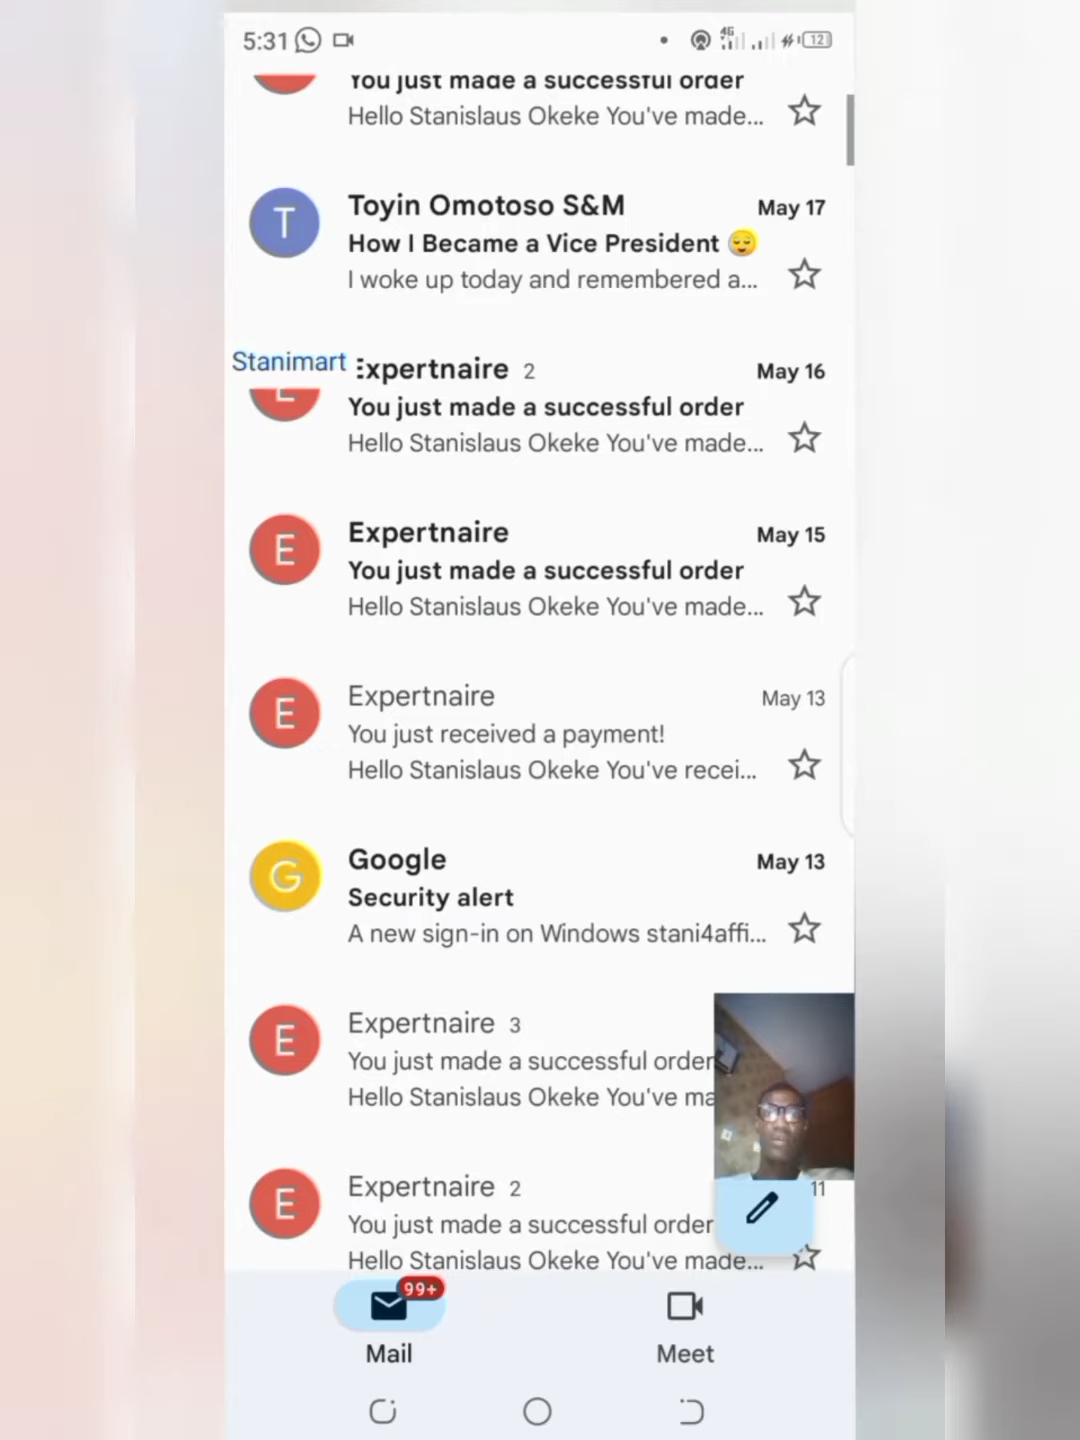 5:31
4G
12
You just made a successful order
Hello Stanislaus Okeke You've made...
T
Toyin Omotoso S&M
May 17
How I Became a Vice President 😌
I woke up today and remembered a...
Stanimart
Expertnaire 2
May 16
E
You just made a successful order
Hello Stanislaus Okeke You've made...
E
Expertnaire
May 15
You just made a successful order
Hello Stanislaus Okeke You've made...
E
Expertnaire
May 13
You just received a payment!
Hello Stanislaus Okeke You've recei...
G
Google
May 13
Security alert
A new sign-in on Windows stani4affi...
E
Expertnaire 3
You just made a successful order
Hello Stanislaus Okeke You've ma
E
Expertnaire 2
11
You just made a successful order
Hello Stanislaus Okeke You've made...
99+
Mail
Meet